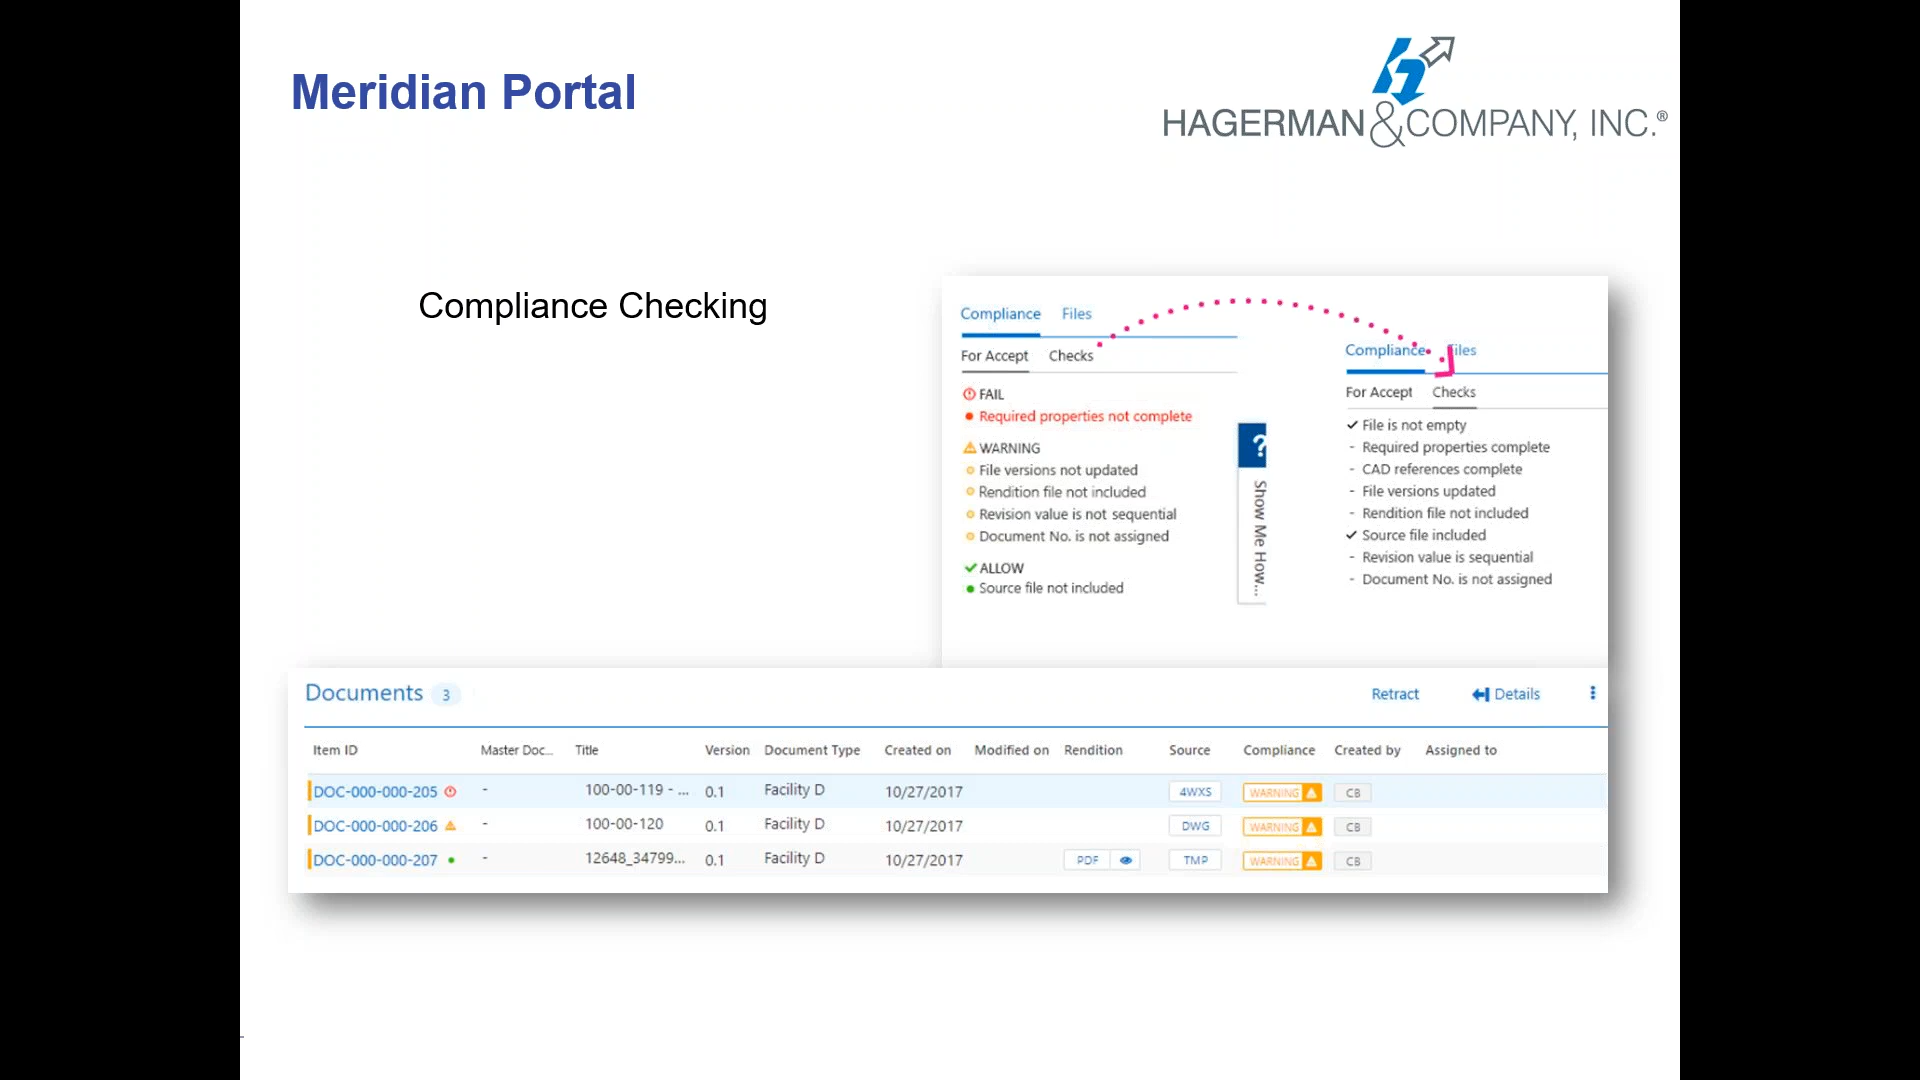 Meridian Portal
HAGERMAN & COMPANY, INC.®
Compliance Checking
Compliance Files
For Accept Checks
FAIL
Required properties not complete
WARNING
File versions not updated
Rendition file not included
Revision value is not sequential
Document No. is not assigned
ALLOW
Source file not included
?
Show Me How...
Compliance Files
For Accept Checks
✓ File is not empty
- Required properties complete
- CAD references complete
- File versions updated
- Rendition file not included
✓ Source file included
- Revision value is sequential
- Document No. is not assigned
Documents 3 Retract Details
Item ID Master Doc... Title Version Document Type Created on Modified on Rendition Source Compliance Created by Assigned to
DOC-000-000-205 - 100-00-119 - ... 0.1 Facility D 10/27/2017 4WXS WARNING CB
DOC-000-000-206 - 100-00-120 0.1 Facility D 10/27/2017 DWG WARNING CB
DOC-000-000-207 - 12648_34799... 0.1 Facility D 10/27/2017 PDF TMP WARNING CB